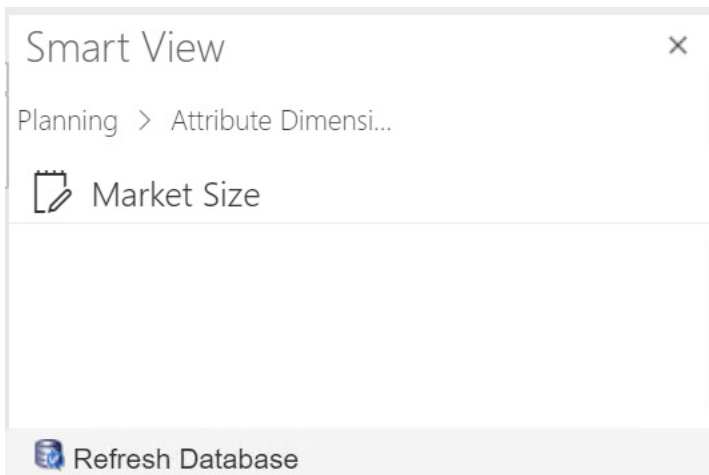 Smart View
Planning > Attribute Dimensi...
Market Size
Refresh Database